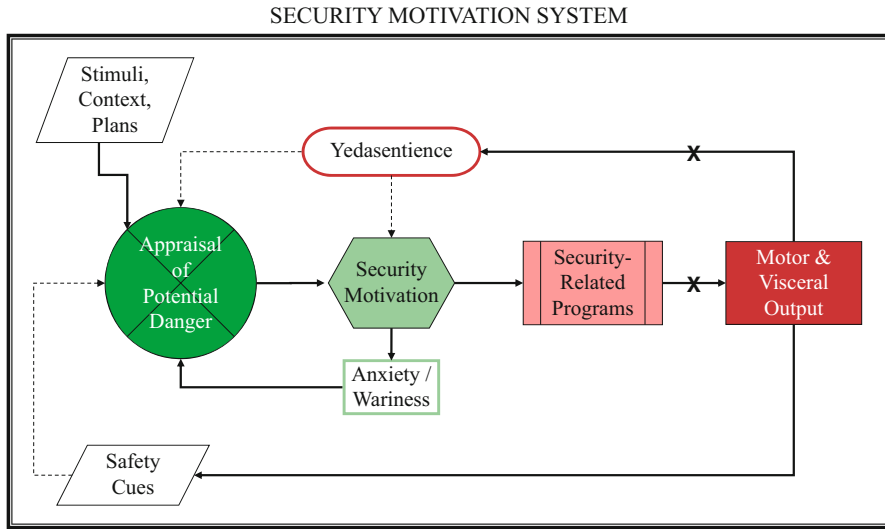 SECURITY MOTIVATION SYSTEM
Stimuli,
Context,
Plans
Yedasentience
X
Appraisal
of
Potential
Danger
Security
Motivation
Security-
Related
Programs
X
Motor &
Visceral
Output
Anxiety /
Wariness
Safety
Cues